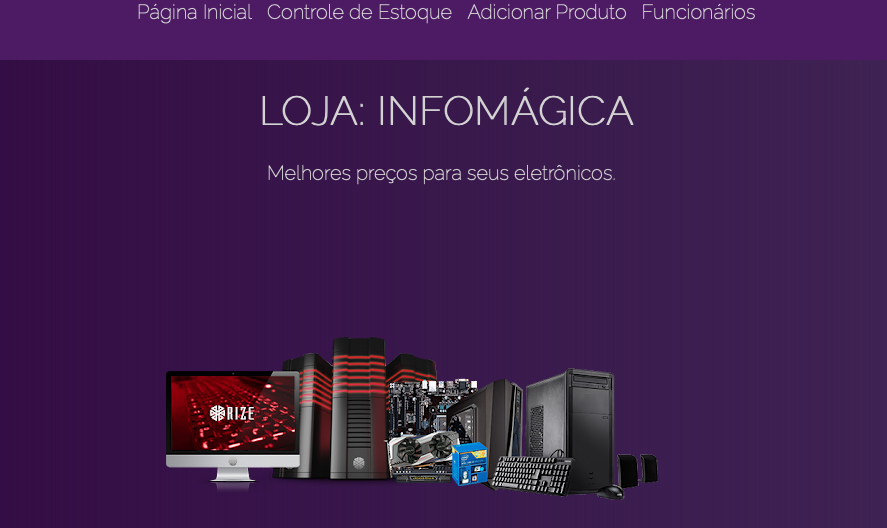 Página Inicial Controle de Estoque Adicionar Produto Funcionários
LOJA: INFOMÁGICA
Melhores preços para seus eletrônicos.
RIZE